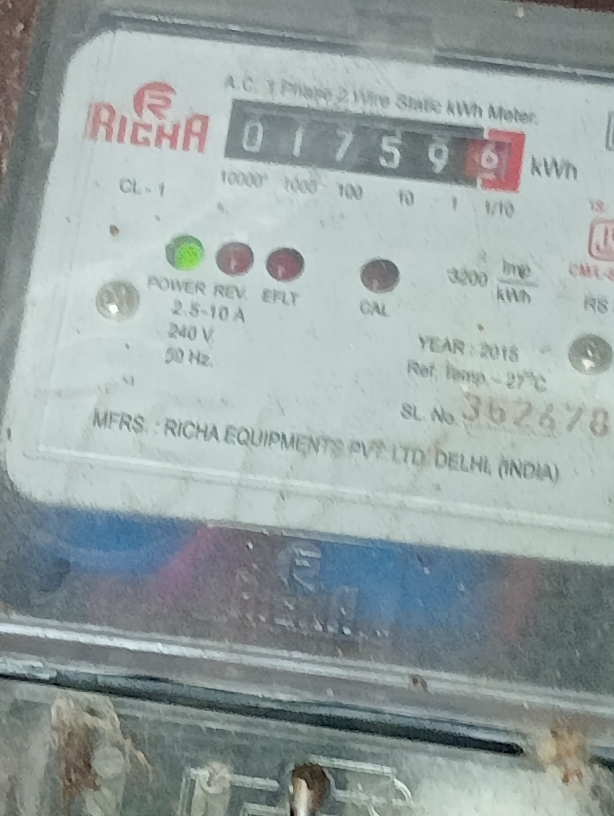 A.C. 1 Phase 2 Wire Static kWh Meter.
RICHA
0 1 7 5 9 6 kWh
CL-1
10000 1000 100 10 1 1/10
POWER REV. EFLT CAL
3200 Imp/kWh
RS
2.5-10 A
240 V
50 Hz.
YEAR : 2015
Ref. Temp - 27°C
SL. No. 362678
MFRS. : RICHA EQUIPMENTS PVT. LTD. DELHI, (INDIA)